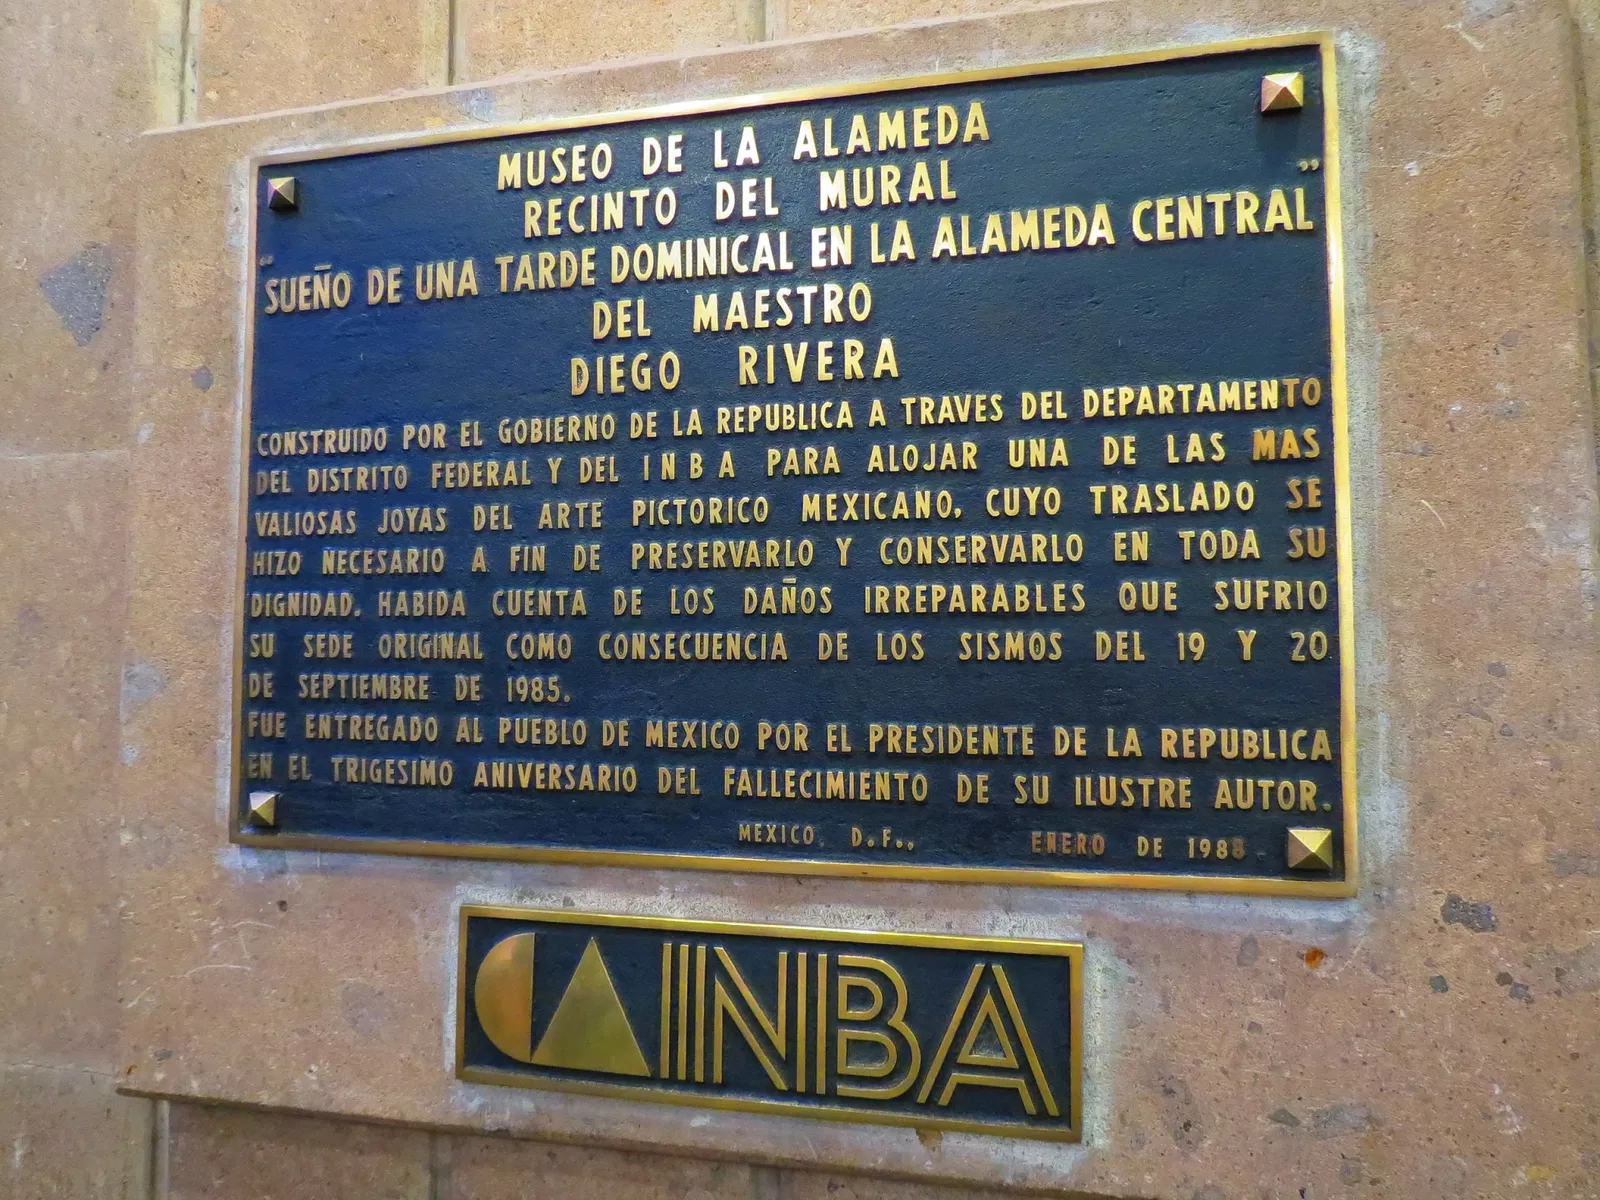 MUSEO DE LA ALAMEDA
RECINTO DEL MURAL
"SUEÑO DE UNA TARDE DOMINICAL EN LA ALAMEDA CENTRAL"
DEL MAESTRO
DIEGO RIVERA
CONSTRUIDO POR EL GOBIERNO DE LA REPUBLICA A TRAVES DEL DEPARTAMENTO
DEL DISTRITO FEDERAL Y DEL I N B A PARA ALOJAR UNA DE LAS MAS
VALIOSAS JOYAS DEL ARTE PICTORICO MEXICANO, CUYO TRASLADO SE
HIZO NECESARIO A FIN DE PRESERVARLO Y CONSERVARLO EN TODA SU
DIGNIDAD. HABIDA CUENTA DE LOS DAÑOS IRREPARABLES QUE SUFRIO
SU SEDE ORIGINAL COMO CONSECUENCIA DE LOS SISMOS DEL 19 Y 20
DE SEPTIEMBRE DE 1985.
FUE ENTREGADO AL PUEBLO DE MEXICO POR EL PRESIDENTE DE LA REPUBLICA
EN EL TRIGESIMO ANIVERSARIO DEL FALLECIMIENTO DE SU ILUSTRE AUTOR.
MEXICO, D.F., ENERO DE 1988
INBA